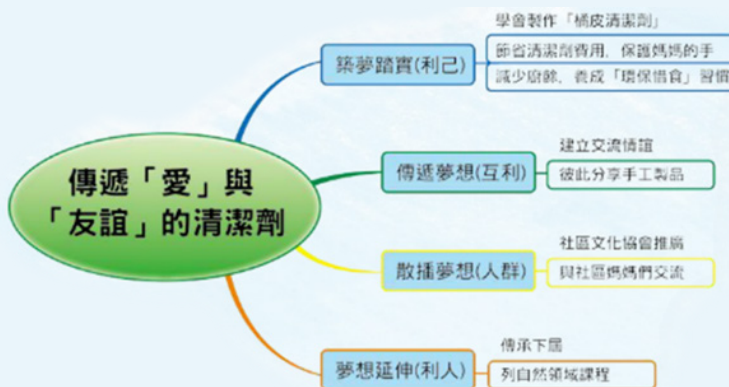 傳遞「愛」與
「友誼」的清潔劑
築夢踏實(利己)
學會製作「橘皮清潔劑」
節省清潔劑費用、保護媽媽的手
減少廚餘、養成「環保惜食」習慣
傳遞夢想(互利)
建立交流情誼
彼此分享手工製品
散播夢想(人群)
社區文化協會推廣
與社區媽媽們交流
夢想延伸(利人)
傳承下屆
列自然領域課程